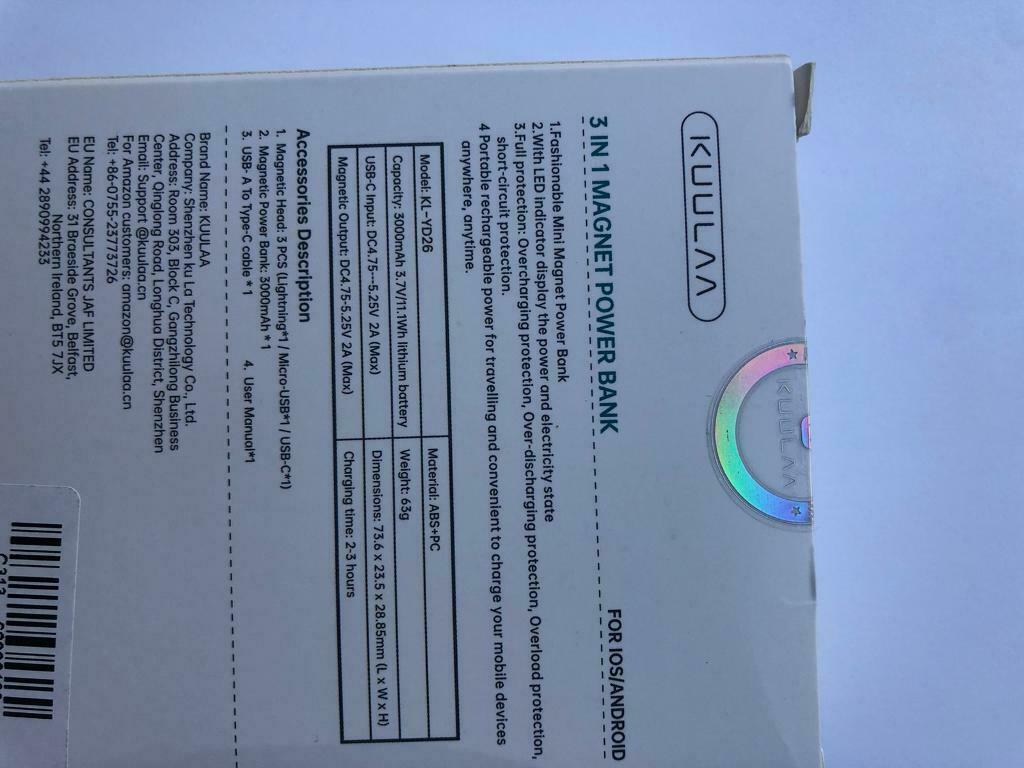 KUULAA
KUULAA
3 IN 1 MAGNET POWER BANK
FOR IOS/ANDROID
1.Fashionable Mini Magnet Power Bank
2.With LED indicator display the power and electricity state
3.Full protection: Overcharging protection, Over-discharging protection, Overload protection,
short-circuit protection.
4 Portable rechargeable power for travelling and convenient to charge your mobile devices
anywhere, anytime.
Model: KL-YD26
Material: ABS+PC
Capacity: 3000mAh 3.7V/11.1Wh lithium battery
Weight: 63g
USB-C Input: DC4.75---5.25V 2A (Max)
Dimensions: 73.6 x 23.5 x 28.85mm (L x W x H)
Magnetic Output: DC4.75-5.25V 2A (Max)
Charging time: 2-3 hours
Accessories Description
1. Magnetic Head: 3 PCS (Lightning*1 / Micro-USB*1 / USB-C*1)
2. Magnetic Power Bank: 3000mAh *1
3. USB-A To Type-C cable *1
4. User Manual*1
Brand Name: KUULAA
Company: Shenzhen ku La Technology Co., Ltd.
Address: Room 303, Block C, Gangzhilong Business
Center, Qinglong Road, Longhua District, Shenzhen
Email: Support@kuulaa.cn
For Amazon customers: amazon@kuulaa.cn
Tel: +86-0755-23773726
EU Name: CONSULTANTS JAF LIMITED
EU Address: 31 Broeside Grove, Belfast,
Northern Ireland, BT5 7JX
Tel: +44 2890994233